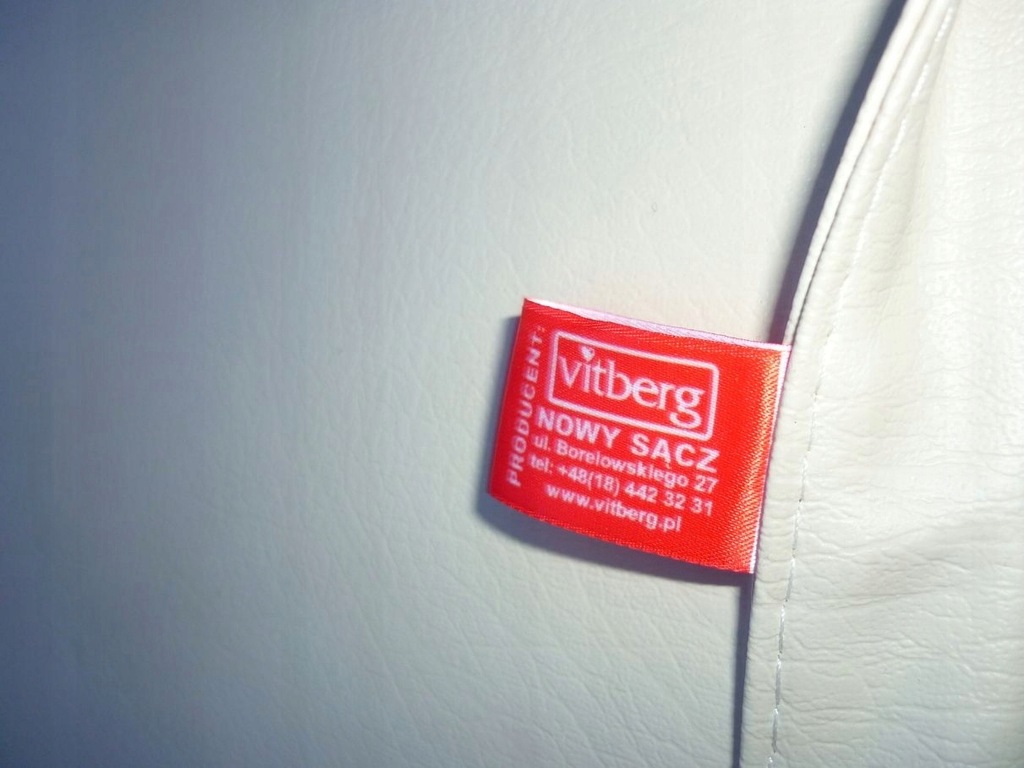 PRODUCENT:
vitberg
NOWY SĄCZ
ul. Borelowskiego 27
tel: +48(18) 442 32 31
www.vitberg.pl